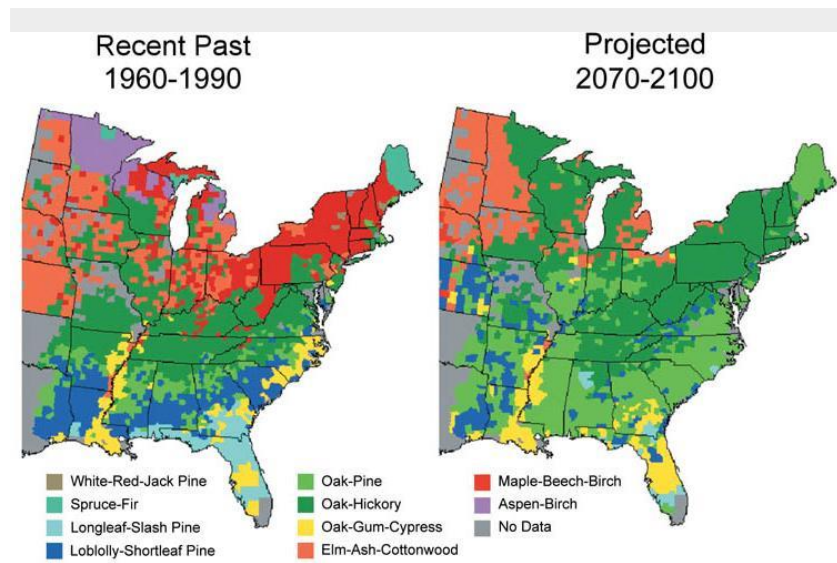 Recent Past
1960-1990
Projected
2070-2100
White-Red-Jack Pine
Spruce-Fir
Longleaf-Slash Pine
Loblolly-Shortleaf Pine
Oak-Pine
Oak-Hickory
Oak-Gum-Cypress
Elm-Ash-Cottonwood
Maple-Beech-Birch
Aspen-Birch
No Data